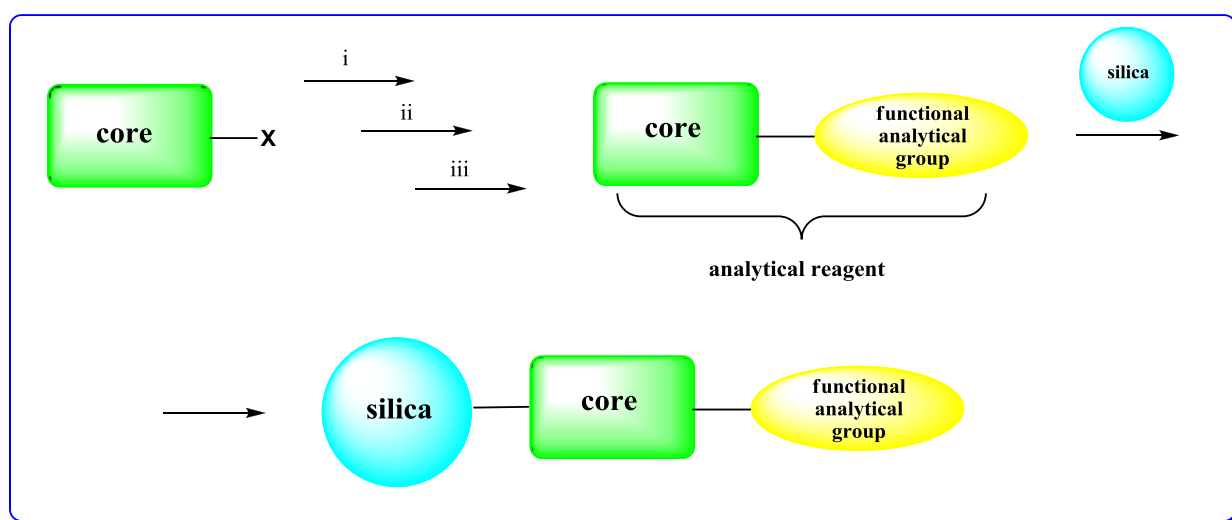 i
silica
core
X
ii
iii
core
functional
analytical
group
analytical reagent
silica
core
functional
analytical
group